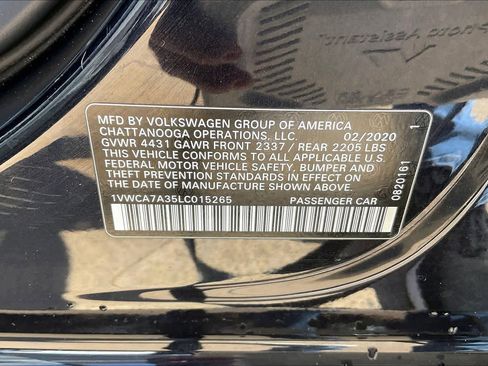 MFD BY VOLKSWAGEN GROUP OF AMERICA
CHATTANOOGA OPERATIONS, LLC 02/2020
GVWR 4431 GAWR FRONT 2337 / REAR 2205 LBS
THIS VEHICLE CONFORMS TO ALL APPLICABLE U.S.
FEDERAL MOTOR VEHICLE SAFETY, BUMPER AND
THEFT PREVENTION STANDARDS IN EFFECT ON THE
DATE OF MANUFACTURE SHOWN ABOVE.
1VWCA7A35LC015265 PASSENGER CAR
0820161 1
Photo Assistant